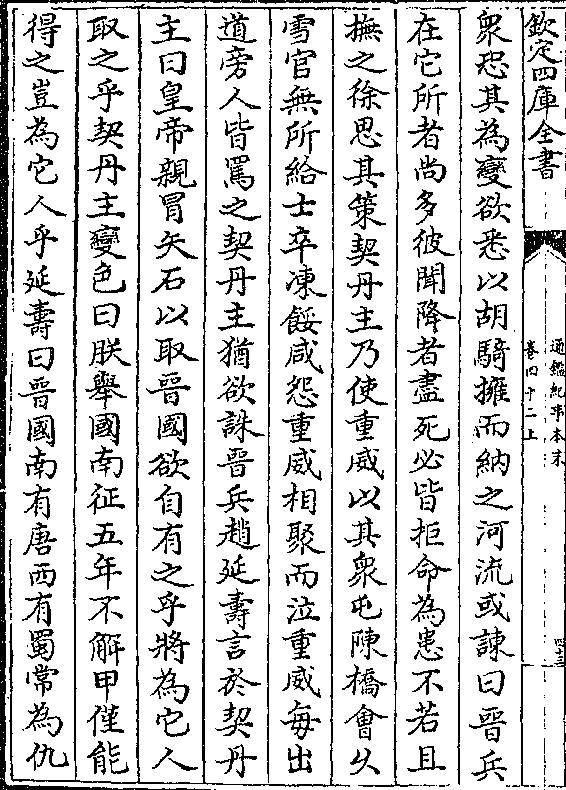 欽定四庫全書
通鑑紀事本末
卷四十二上
四十三
衆恐其為變欲悉以胡騎擁而納之河流或諫曰晉兵
在它所者尚多彼聞降者盡死必皆拒命為患不若且
撫之徐思其策契丹主乃使重威以其衆屯陳橋會久
雪官無所給士卒凍餒咸怨重威相聚而泣重威每出
道旁人皆罵之契丹主猶欲誅晉兵趙延壽言於契丹
主曰皇帝親冒矢石以取晉國欲自有之乎將為它人
取之乎契丹主變色曰朕舉國南征五年不解甲僅能
得之豈為它人乎延壽曰晉國南有唐西有蜀常為仇